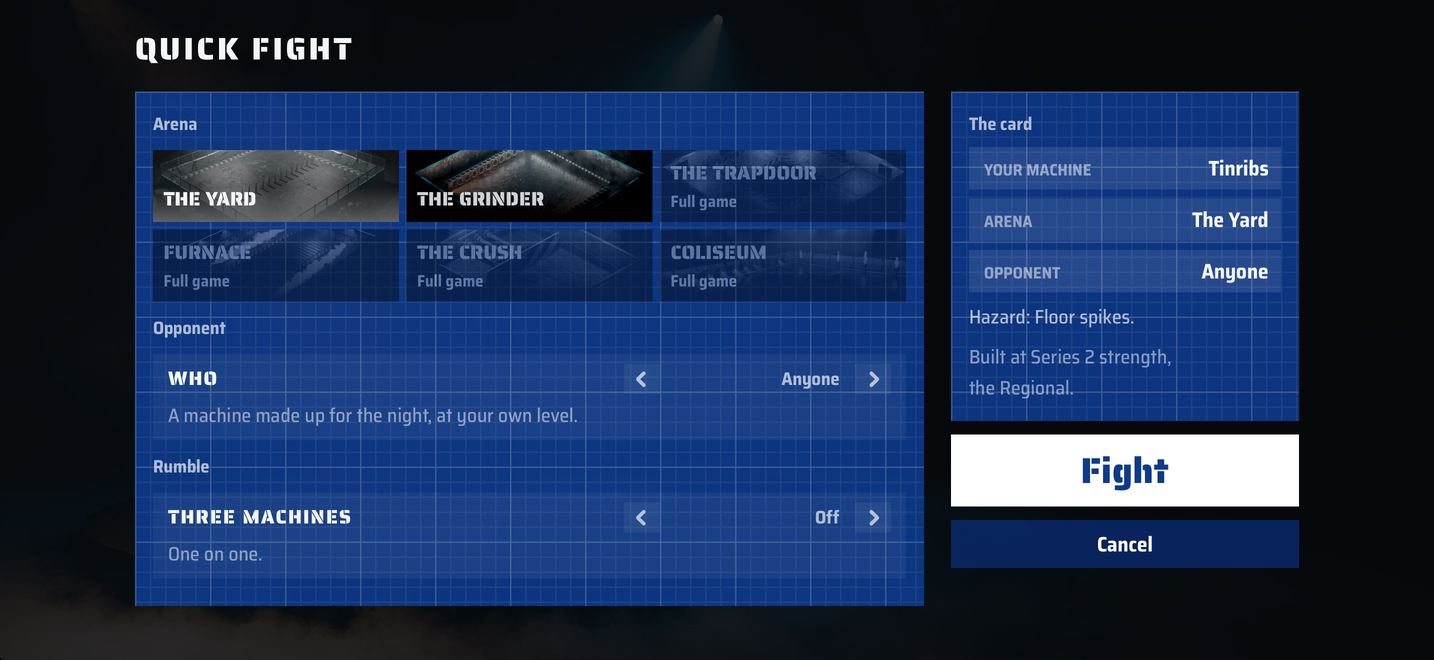 QUICK FIGHT
Arena
THE YARD
THE GRINDER
THE TRAPDOOR
Full game
FURNACE
Full game
THE CRUSH
Full game
COLISEUM
Full game
Opponent
WHO
Anyone
A machine made up for the night, at your own level.
Rumble
THREE MACHINES
Off
One on one.
The card
YOUR MACHINE
Tinribs
ARENA
The Yard
OPPONENT
Anyone
Hazard: Floor spikes.
Built at Series 2 strength,
the Regional.
Fight
Cancel